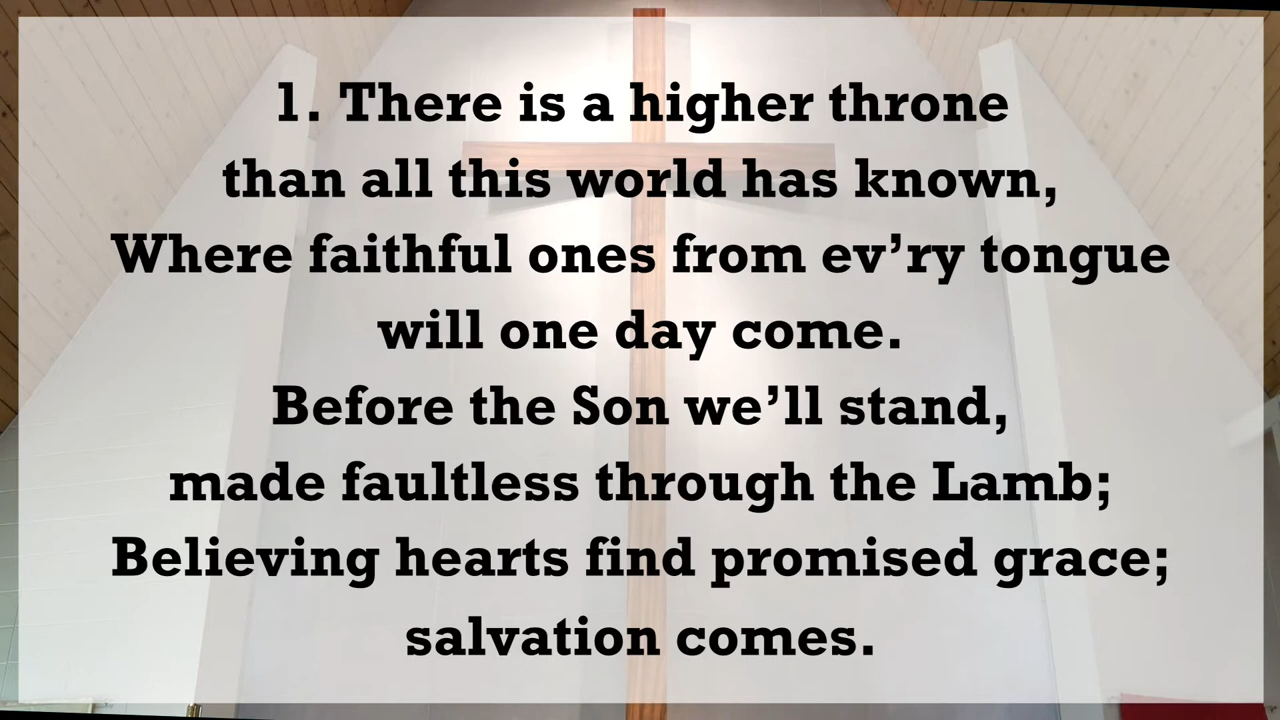 1. There is a higher throne
than all this world has known,
Where faithful ones from ev’ry tongue
will one day come.
Before the Son we’ll stand,
made faultless through the Lamb;
Believing hearts find promised grace;
salvation comes.